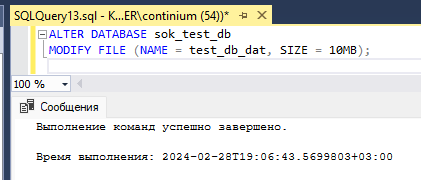 SQLQuery13.sql - K...ER\continium (54))*
ALTER DATABASE sok_test_db
MODIFY FILE (NAME = test_db_dat, SIZE = 10MB);
100 %
Сообщения
Выполнение команд успешно завершено.
Время выполнения: 2024-02-28T19:06:43.5699803+03:00